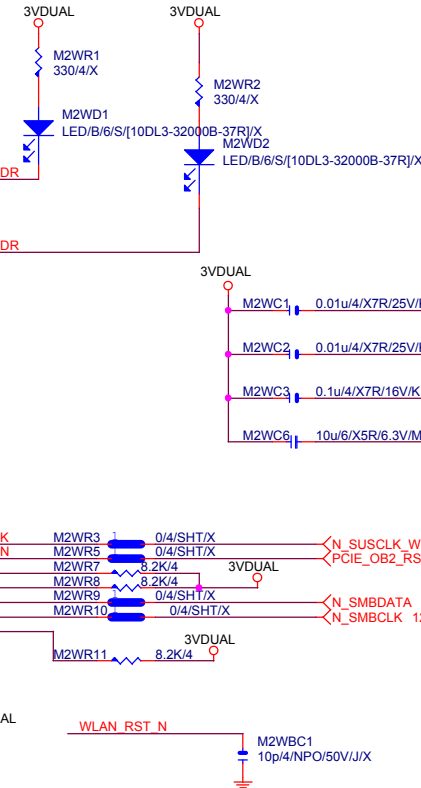 3VDUAL 3VDUAL
M2WR1
330/4/X
M2WR2
330/4/X
M2WD1
LED/B/6/S/[10DL3-32000B-37R]/X
M2WD2
LED/B/6/S/[10DL3-32000B-37R]/X
DR
DR
3VDUAL
M2WC1 0.01u/4/X7R/25V/
M2WC2 0.01u/4/X7R/25V/
M2WC3 0.1u/4/X7R/16V/K
M2WC6 10u/6/X5R/6.3V/M
K M2WR3 1 0/4/SHT/X N_SUSCLK_W
N M2WR5 0/4/SHT/X PCIE_OB2_RS
M2WR7 8.2K/4 3VDUAL
M2WR8 8.2K/4
M2WR9 1 0/4/SHT/X N_SMBDATA
M2WR10 0/4/SHT/X N_SMBCLK 12
3VDUAL
M2WR11 8.2K/4
AL
WLAN_RST_N
M2WBC1
10p/4/NPO/50V/J/X